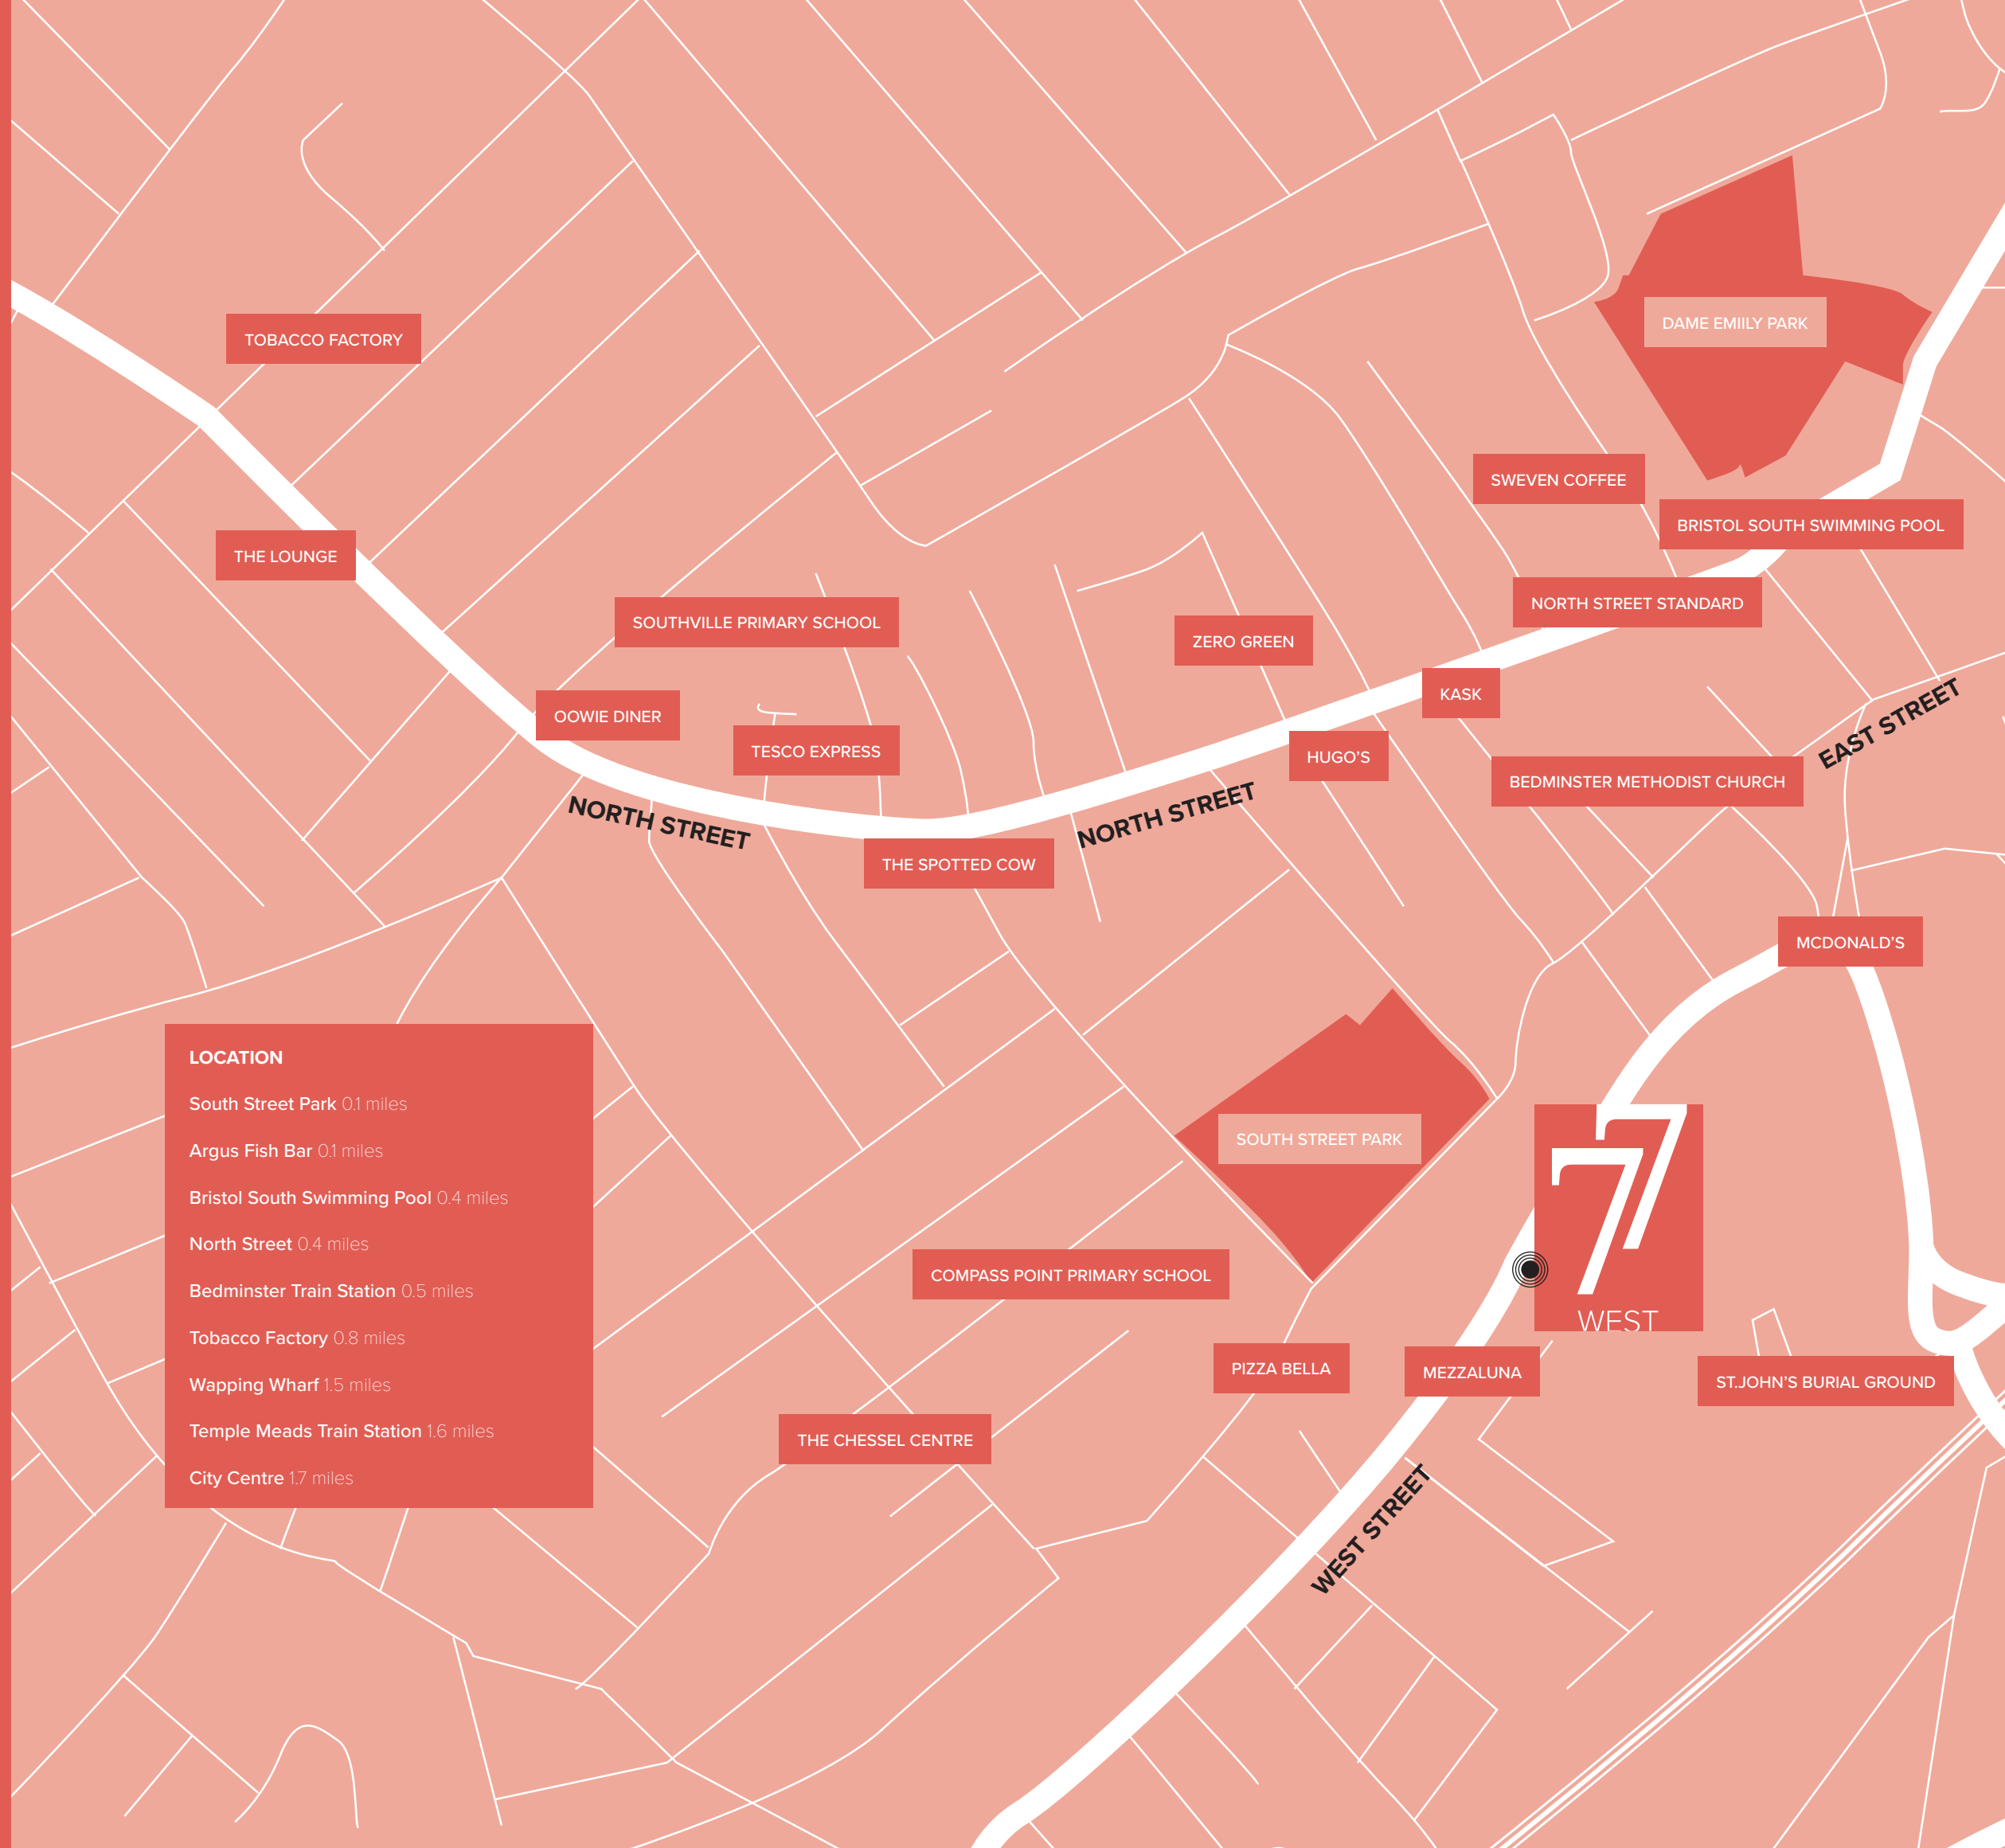 DAME EMIILY PARK
TOBACCO FACTORY
SWEVEN COFFEE
BRISTOL SOUTH SWIMMING POOL
THE LOUNGE
NORTH STREET STANDARD
SOUTHVILLE PRIMARY SCHOOL
ZERO GREEN
KASK
OOWIE DINER
EAST STREET
TESCO EXPRESS
HUGO'S
BEDMINSTER METHODIST CHURCH
NORTH STREET
NORTH STREET
THE SPOTTED COW
MCDONALD'S
LOCATION
South Street Park 0.1 miles
Argus Fish Bar 0.1 miles
Bristol South Swimming Pool 0.4 miles
North Street 0.4 miles
Bedminster Train Station 0.5 miles
Tobacco Factory 0.8 miles
Wapping Wharf 1.5 miles
Temple Meads Train Station 1.6 miles
City Centre 1.7 miles
SOUTH STREET PARK
77
WEST
COMPASS POINT PRIMARY SCHOOL
PIZZA BELLA
MEZZALUNA
ST.JOHN'S BURIAL GROUND
THE CHESSEL CENTRE
WEST STREET